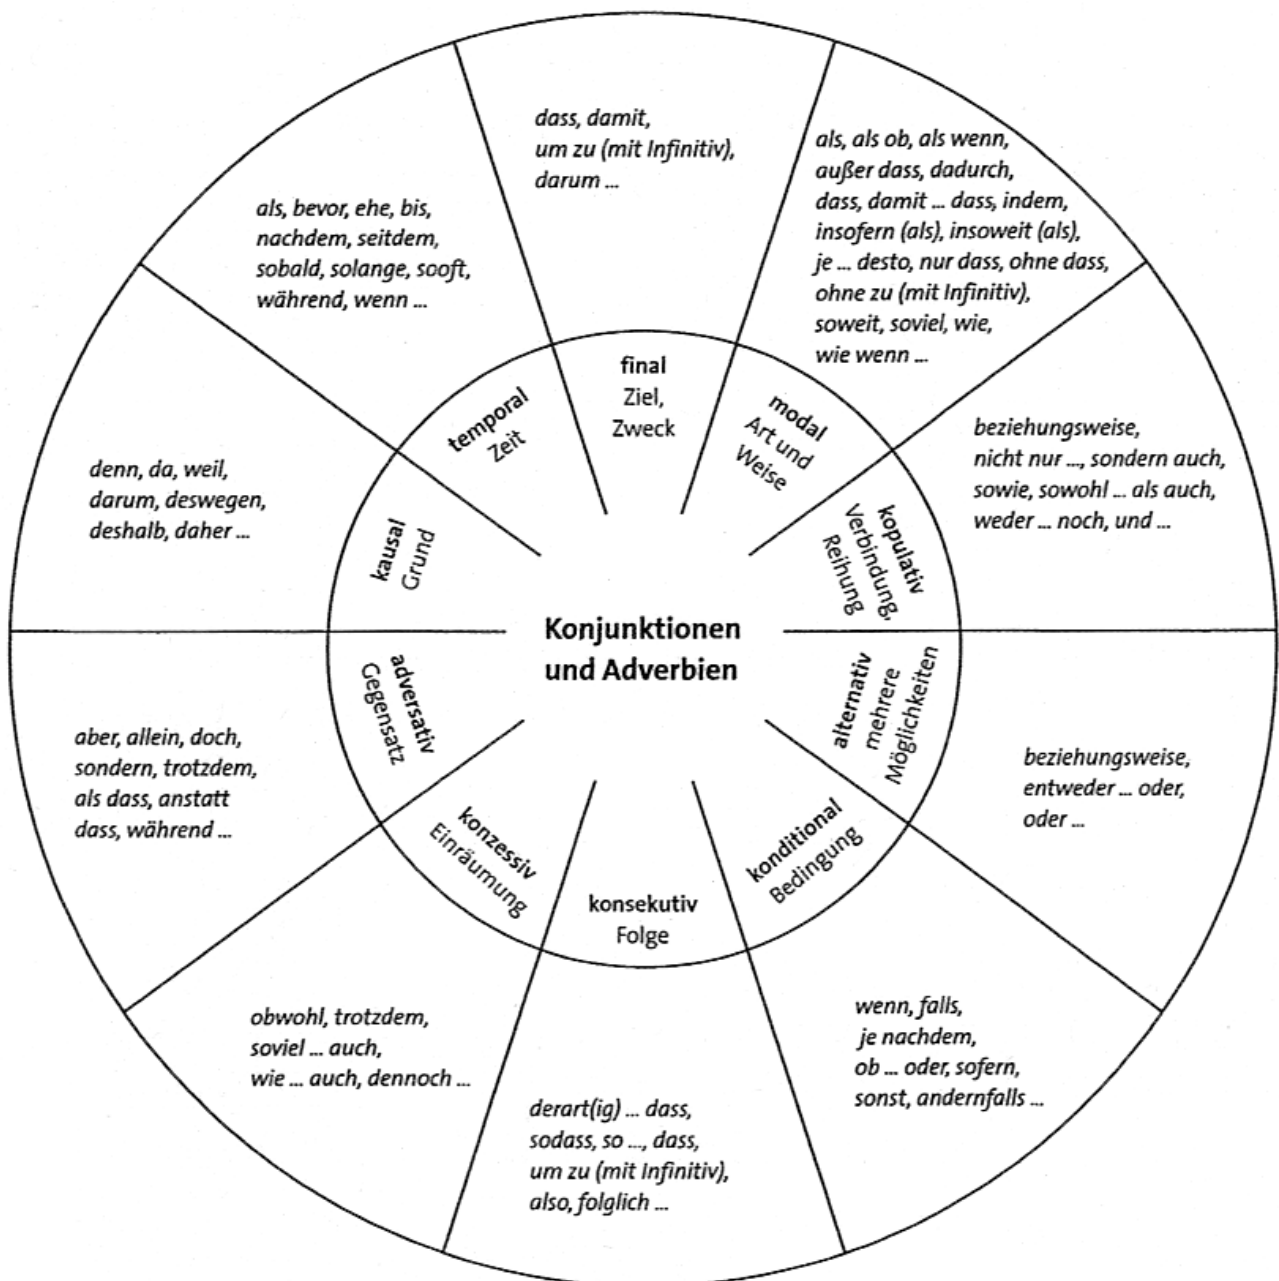 dass, damit,
um zu (mit Infinitiv),
darum ...
als, als ob, als wenn,
außer dass, dadurch,
dass, damit ... dass, indem,
insofern (als), insoweit (als),
je ... desto, nur dass, ohne dass,
ohne zu (mit Infinitiv),
soweit, soviel, wie,
wie wenn ...
beziehungsweise,
nicht nur ..., sondern auch,
sowie, sowohl ... als auch,
weder ... noch, und ...
beziehungsweise,
entweder ... oder,
oder ...
wenn, falls,
je nachdem,
ob ... oder, sofern,
sonst, andernfalls ...
derart(ig) ... dass,
sodass, so ..., dass,
um zu (mit Infinitiv),
also, folglich ...
obwohl, trotzdem,
soviel ... auch,
wie ... auch, dennoch ...
aber, allein, doch,
sondern, trotzdem,
als dass, anstatt
dass, während ...
denn, da, weil,
darum, deswegen,
deshalb, daher ...
als, bevor, ehe, bis,
nachdem, seitdem,
sobald, solange, sooft,
während, wenn ...
final
Ziel,
Zweck
modal
Art und
Weise
kopulativ
Verbindung,
Reihung
alternativ
mehrere
Möglichkeiten
konditional
Bedingung
konsekutiv
Folge
konzessiv
Einräumung
adversativ
Gegensatz
kausal
Grund
temporal
Zeit
Konjunktionen
und Adverbien